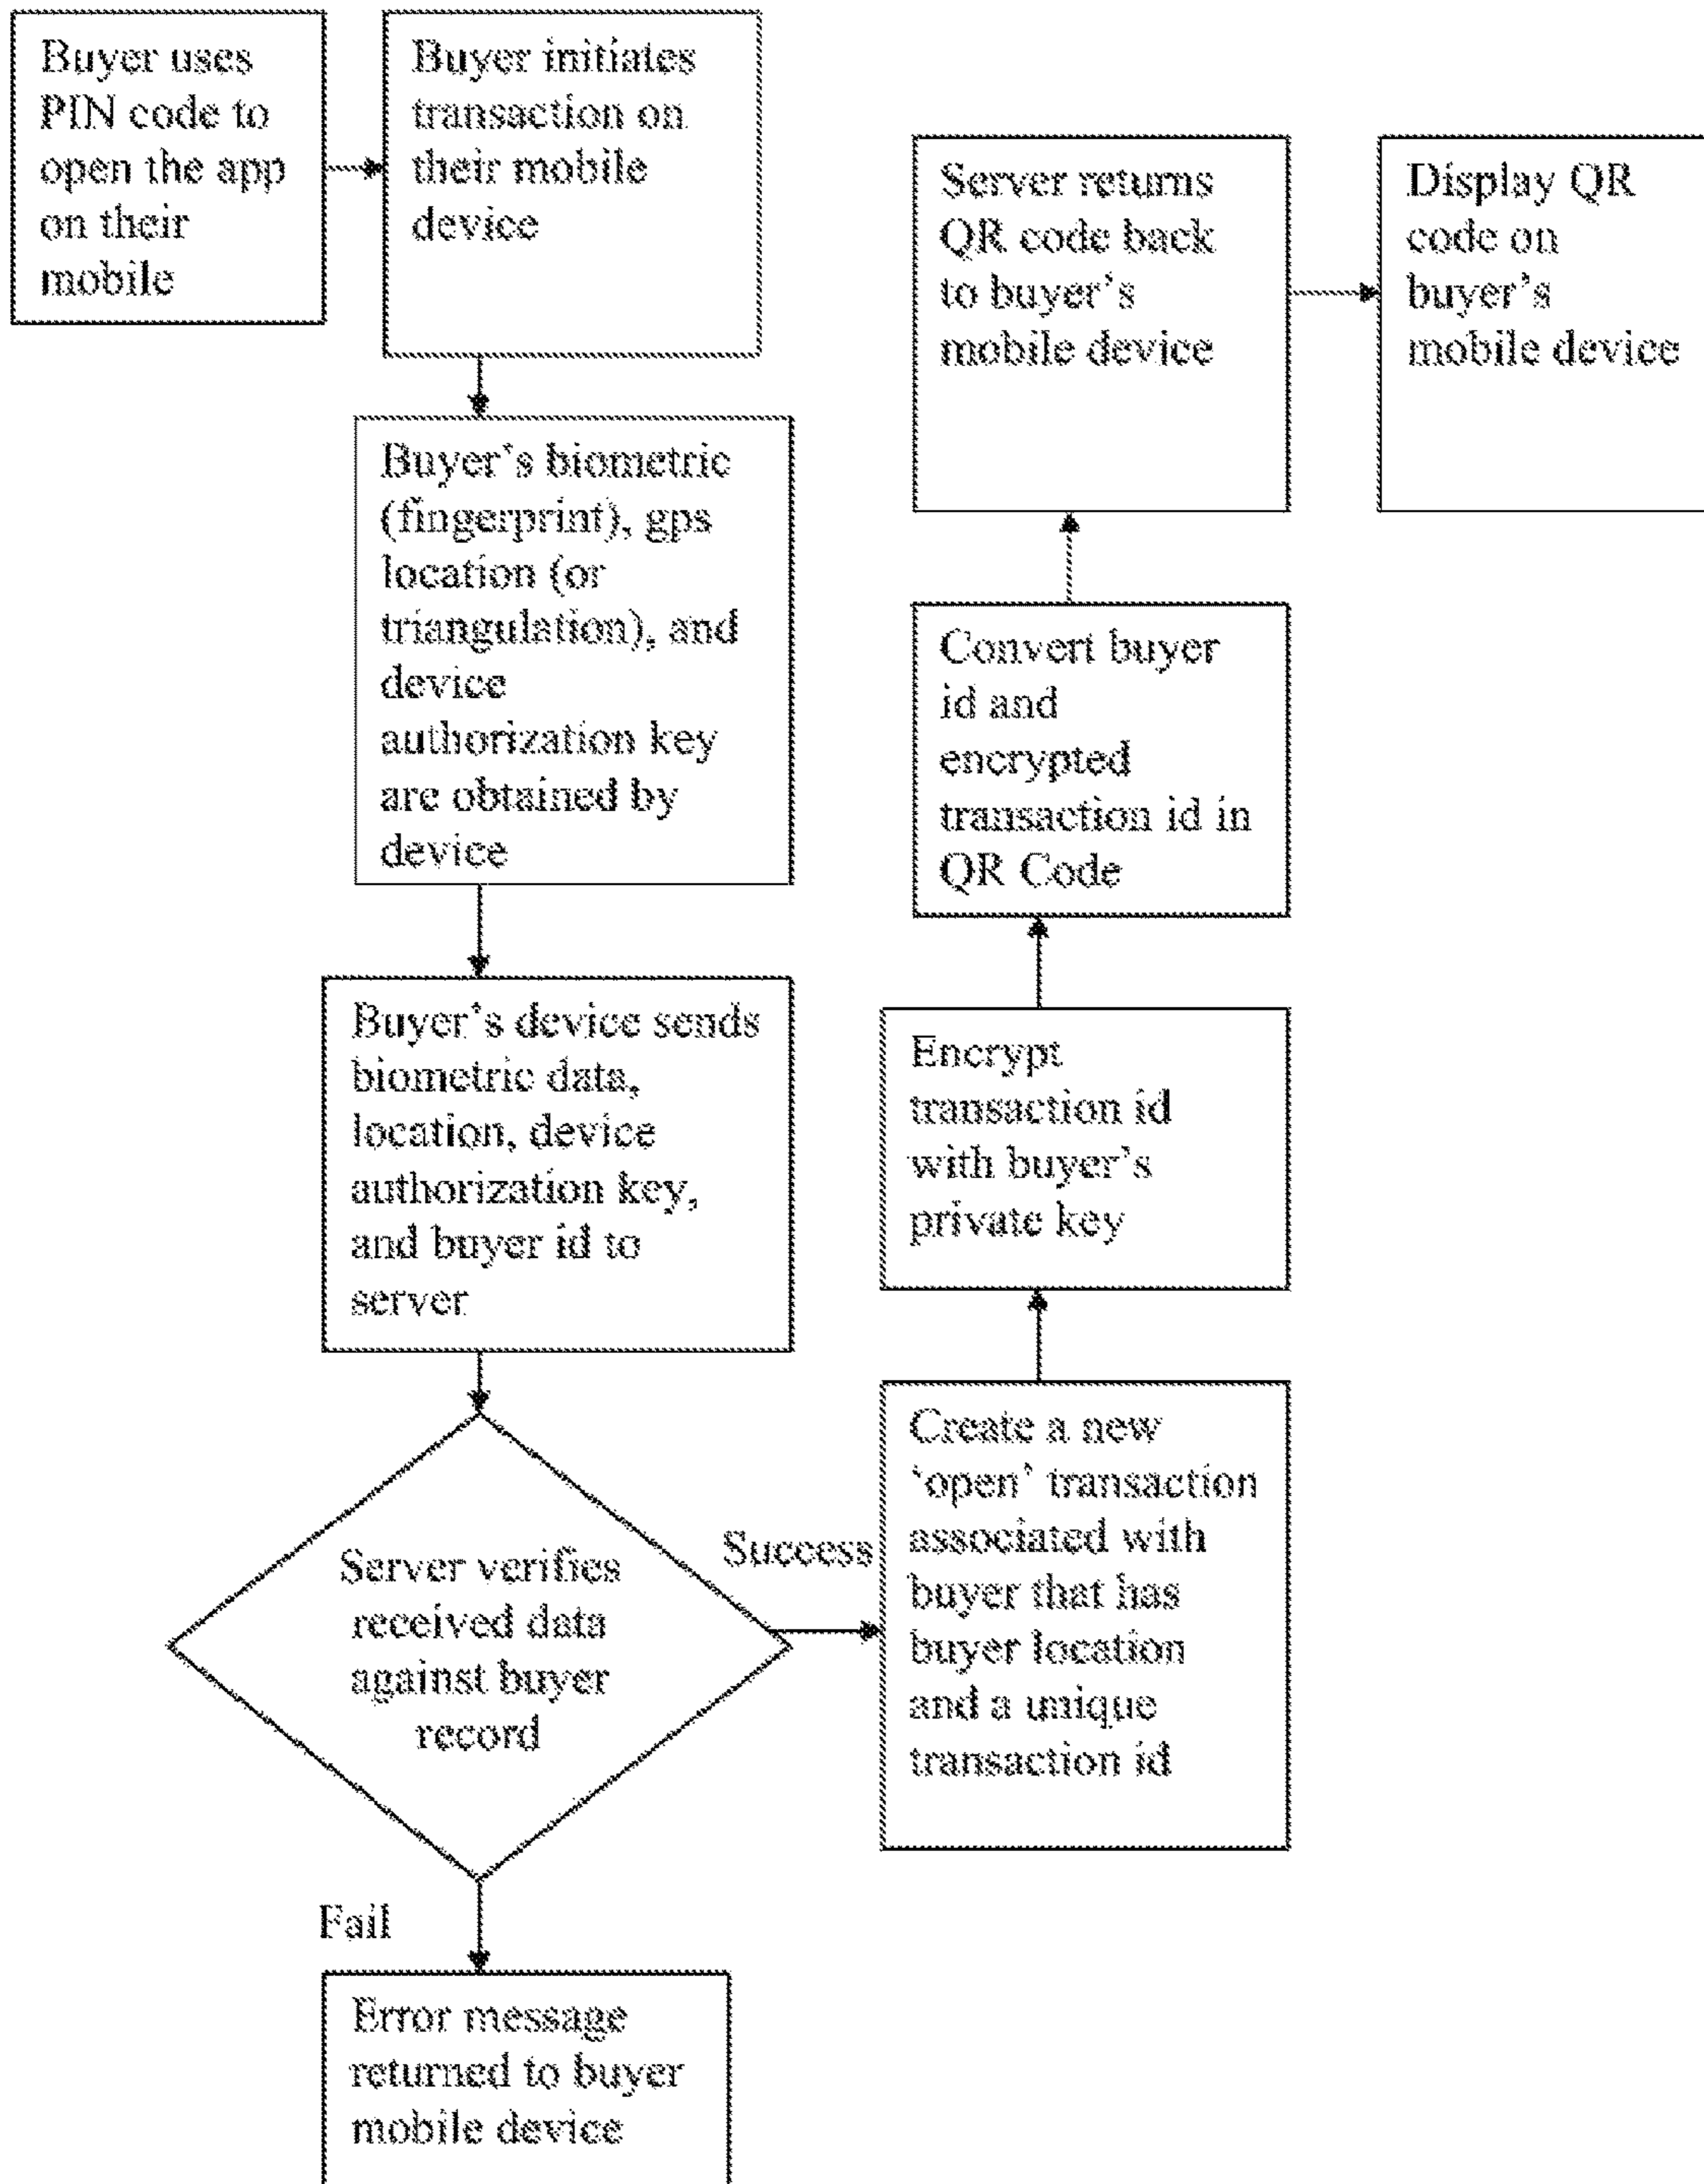 Buyer uses
PIN code to
open the app
on their
mobile
Buyer initiates
transaction on
their mobile
device
Buyer's biometric
(fingerprint), gps
location (or
triangulation), and
device
authorization key
are obtained by
device
Buyer's device sends
biometric data,
location, device
authorization key,
and buyer id to
server
Server verifies
received data
against buyer
record
Fail
Error message
returned to buyer
mobile device
Success
Create a new
‘open’ transaction
associated with
buyer that has
buyer location
and a unique
transaction id
Encrypt
transaction id
with buyer's
private key
Convert buyer
id and
encrypted
transaction id in
QR Code
Server returns
QR code back
to buyer's
mobile device
Display QR
code on
buyer's
mobile device